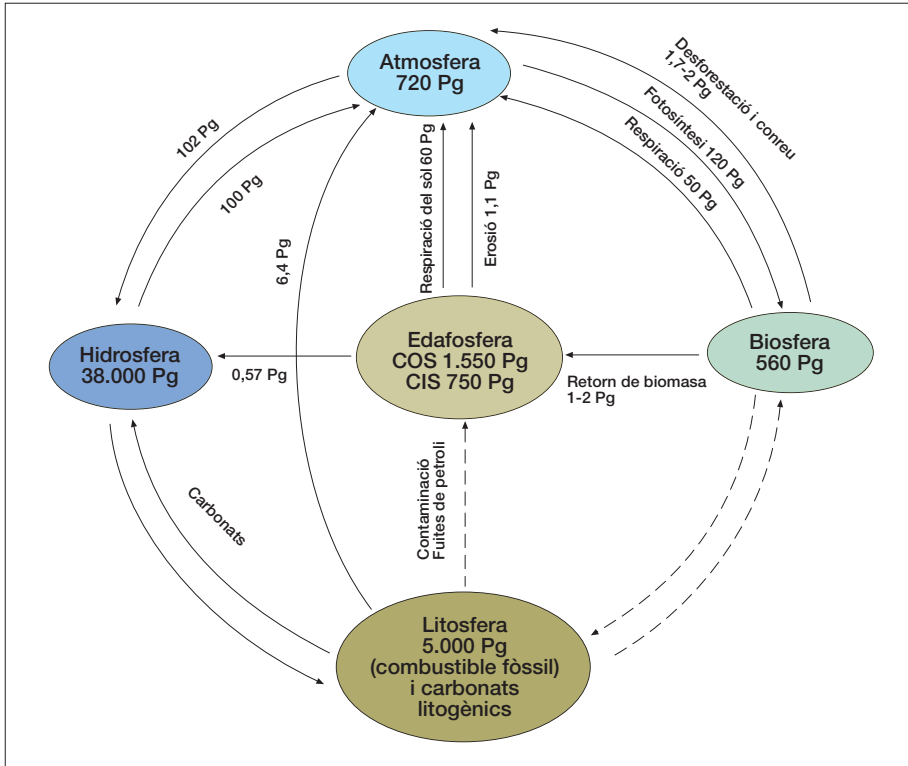 Atmosfera
720 Pg
Desforestació i conreu
1,7-2 Pg
Fotosíntesi 120 Pg
Respiració 50 Pg
102 Pg
100 Pg
6,4 Pg
Respiració del sòl 60 Pg
Erosió 1,1 Pg
Hidrosfera
38.000 Pg
0,57 Pg
Edafosfera
COS 1.550 Pg
CIS 750 Pg
Retorn de biomasa
1-2 Pg
Biosfera
560 Pg
Carbonats
Contaminació
Fuites de petroli
Litosfera
5.000 Pg
(combustible fòssil)
i carbonats
litogènics